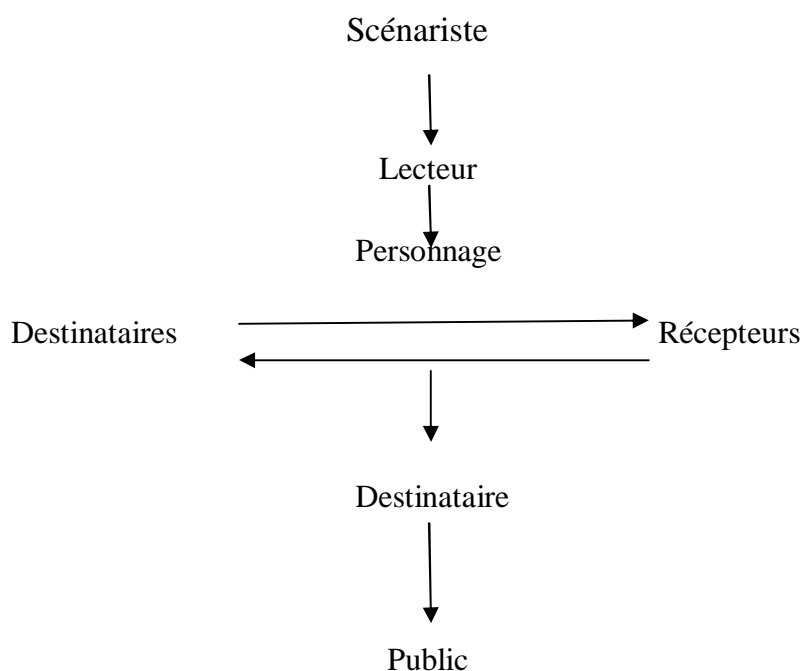 Scénariste
Lecteur
Personnage
Destinataires Récepteurs
Destinataire
Public